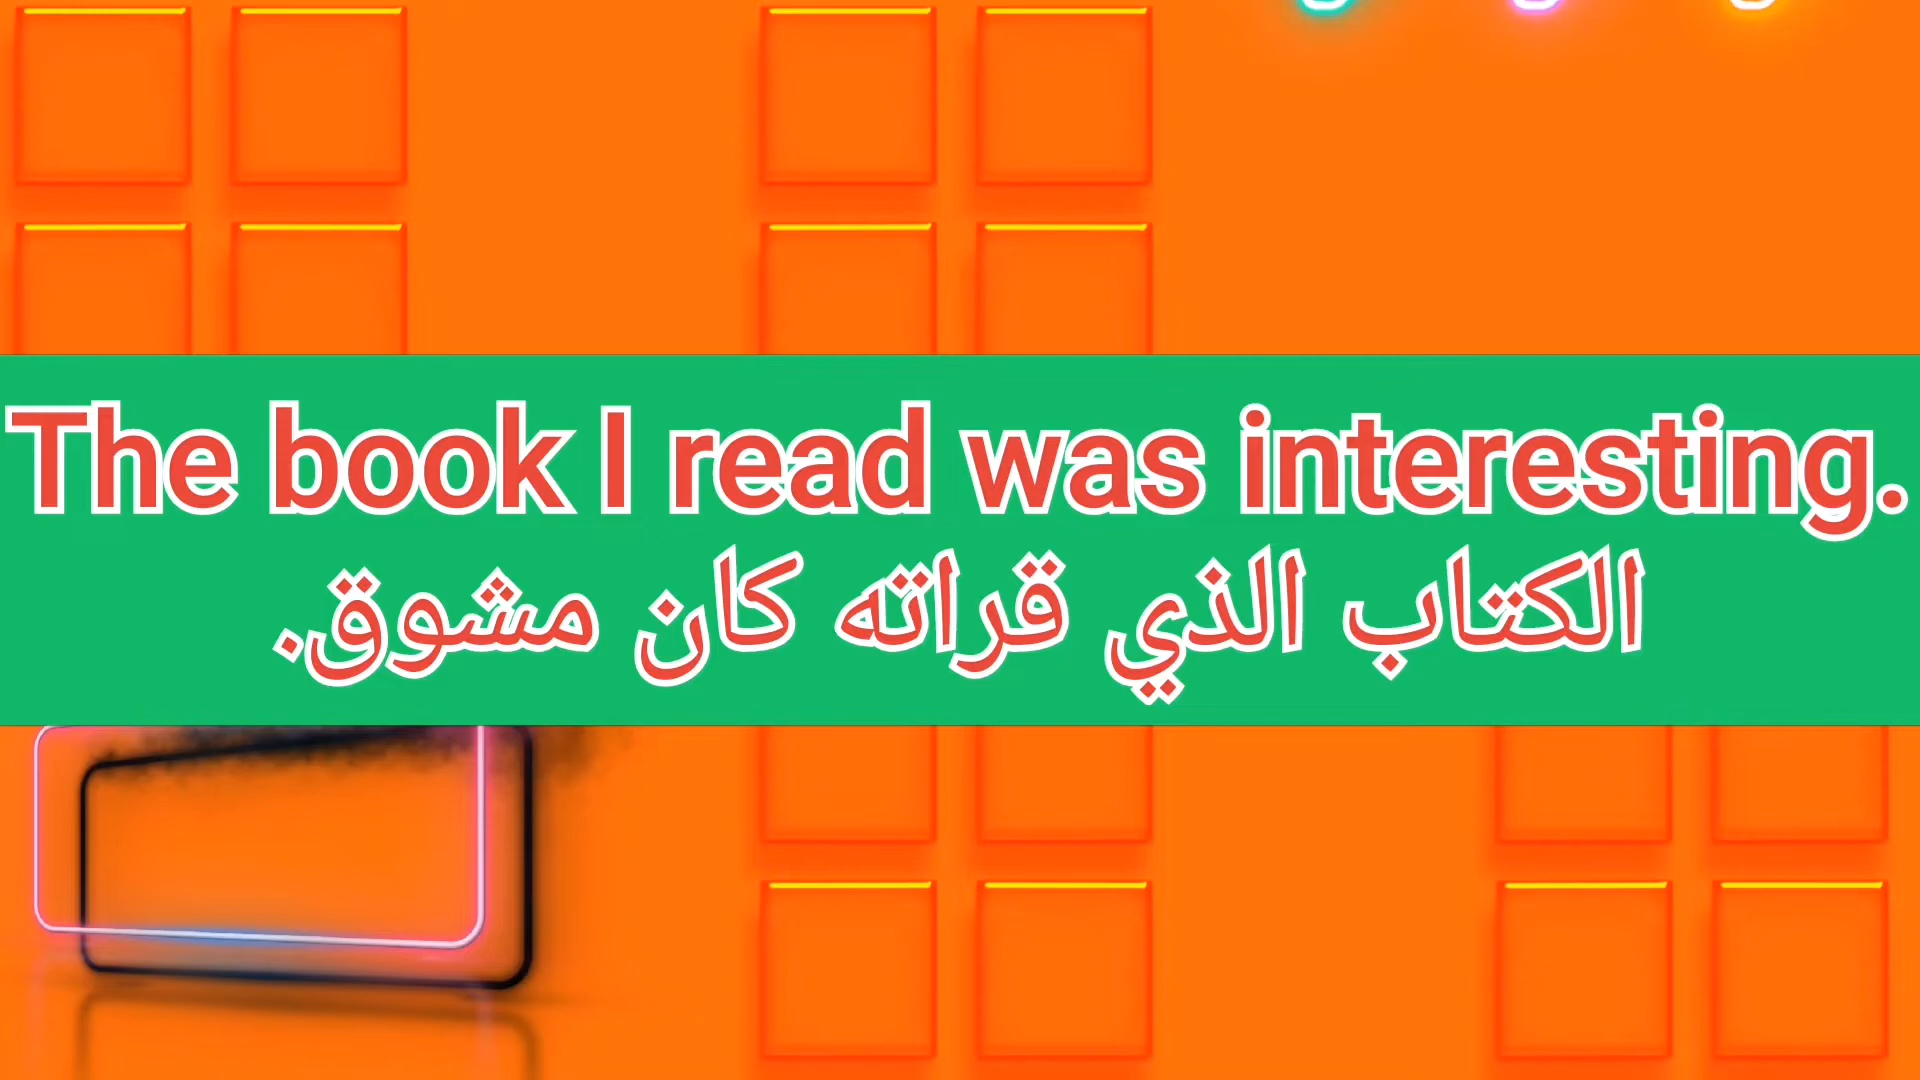 The book I read was interesting.
الكتاب الذي قراته كان مشوق.